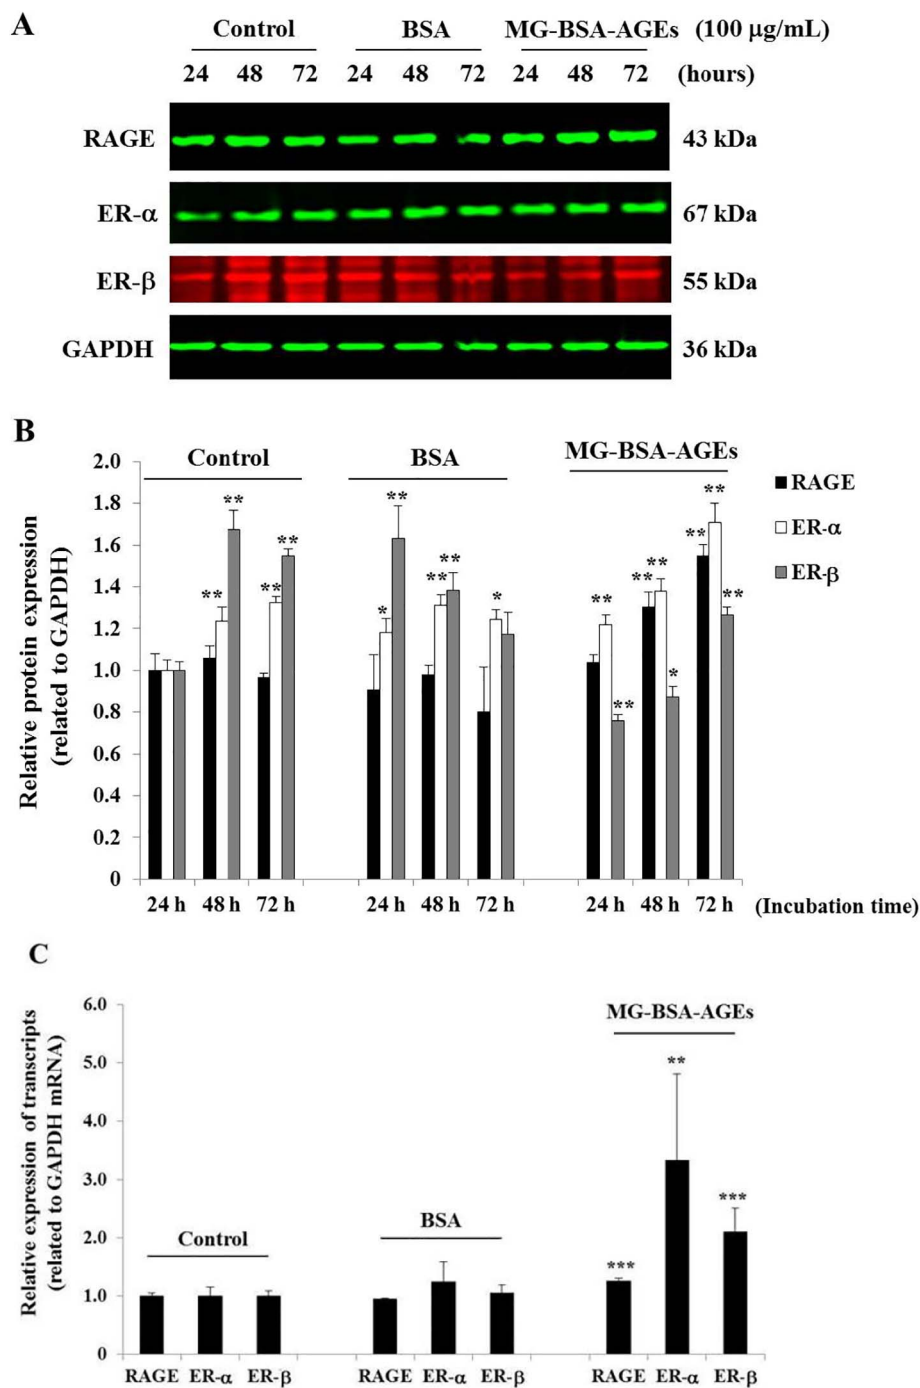 A
Control BSA MG-BSA-AGEs (100 μg/mL)
24 48 72 24 48 72 24 48 72 (hours)
RAGE 43 kDa
ER-α 67 kDa
ER-β 55 kDa
GAPDH 36 kDa
B
Relative protein expression
(related to GAPDH)
2.0
1.8
1.6
1.4
1.2
1.0
0.8
0.6
0.4
0.2
0
Control BSA MG-BSA-AGEs
RAGE
ER-α
ER-β
** ** ** **
* ** ** ** *
** ** ** ** * ** ** **
24 h 48 h 72 h 24 h 48 h 72 h 24 h 48 h 72 h (Incubation time)
C
Relative expression of transcripts
(related to GAPDH mRNA)
6.0
5.0
4.0
3.0
2.0
1.0
0
Control BSA MG-BSA-AGEs
*** ** ***
RAGE ER-α ER-β RAGE ER-α ER-β RAGE ER-α ER-β